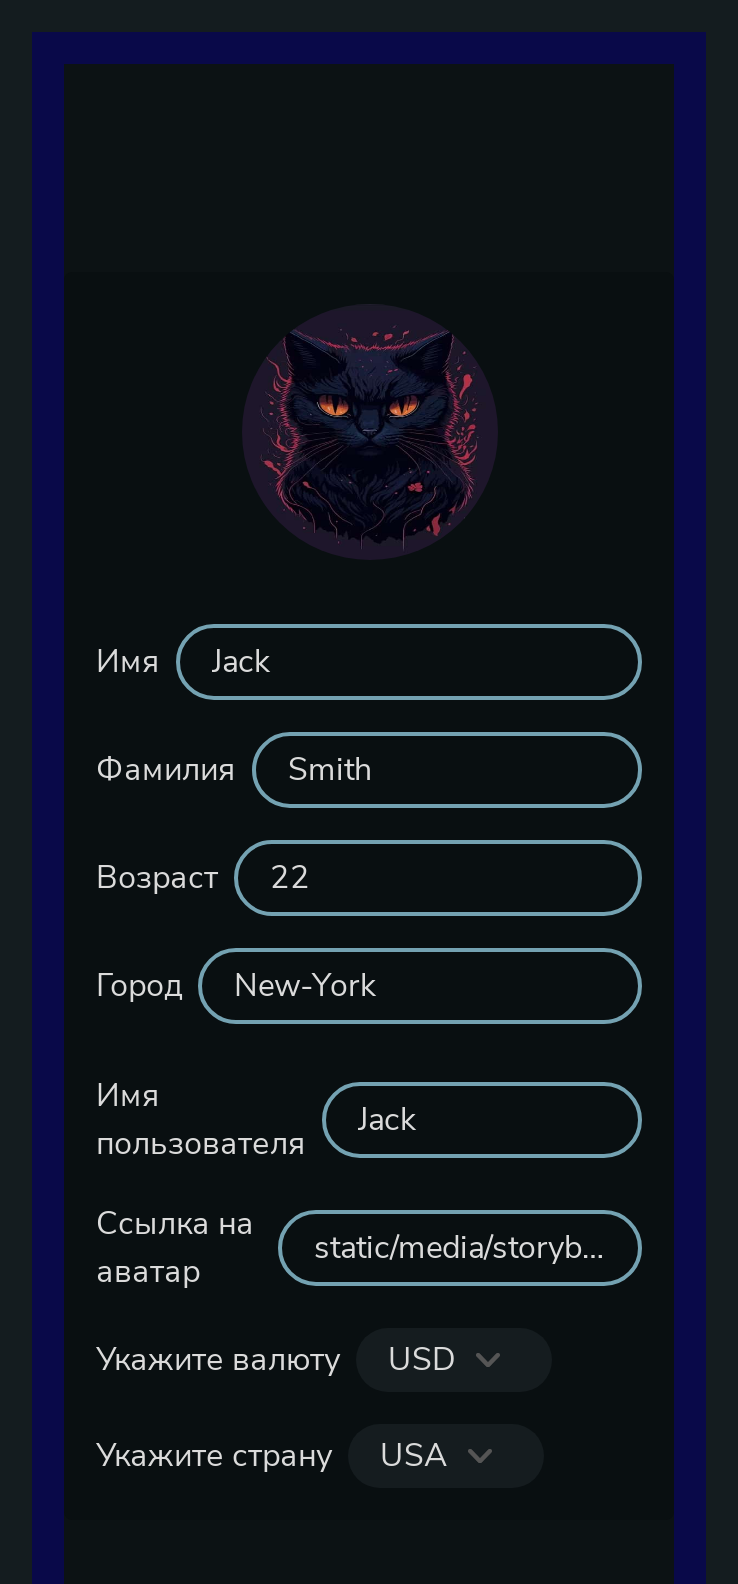 Имя Jack
Фамилия Smith
Возраст 22
Город New-York
Имя
пользователя Jack
Ссылка на
аватар static/media/storyb...
Укажите валюту USD
Укажите страну USA